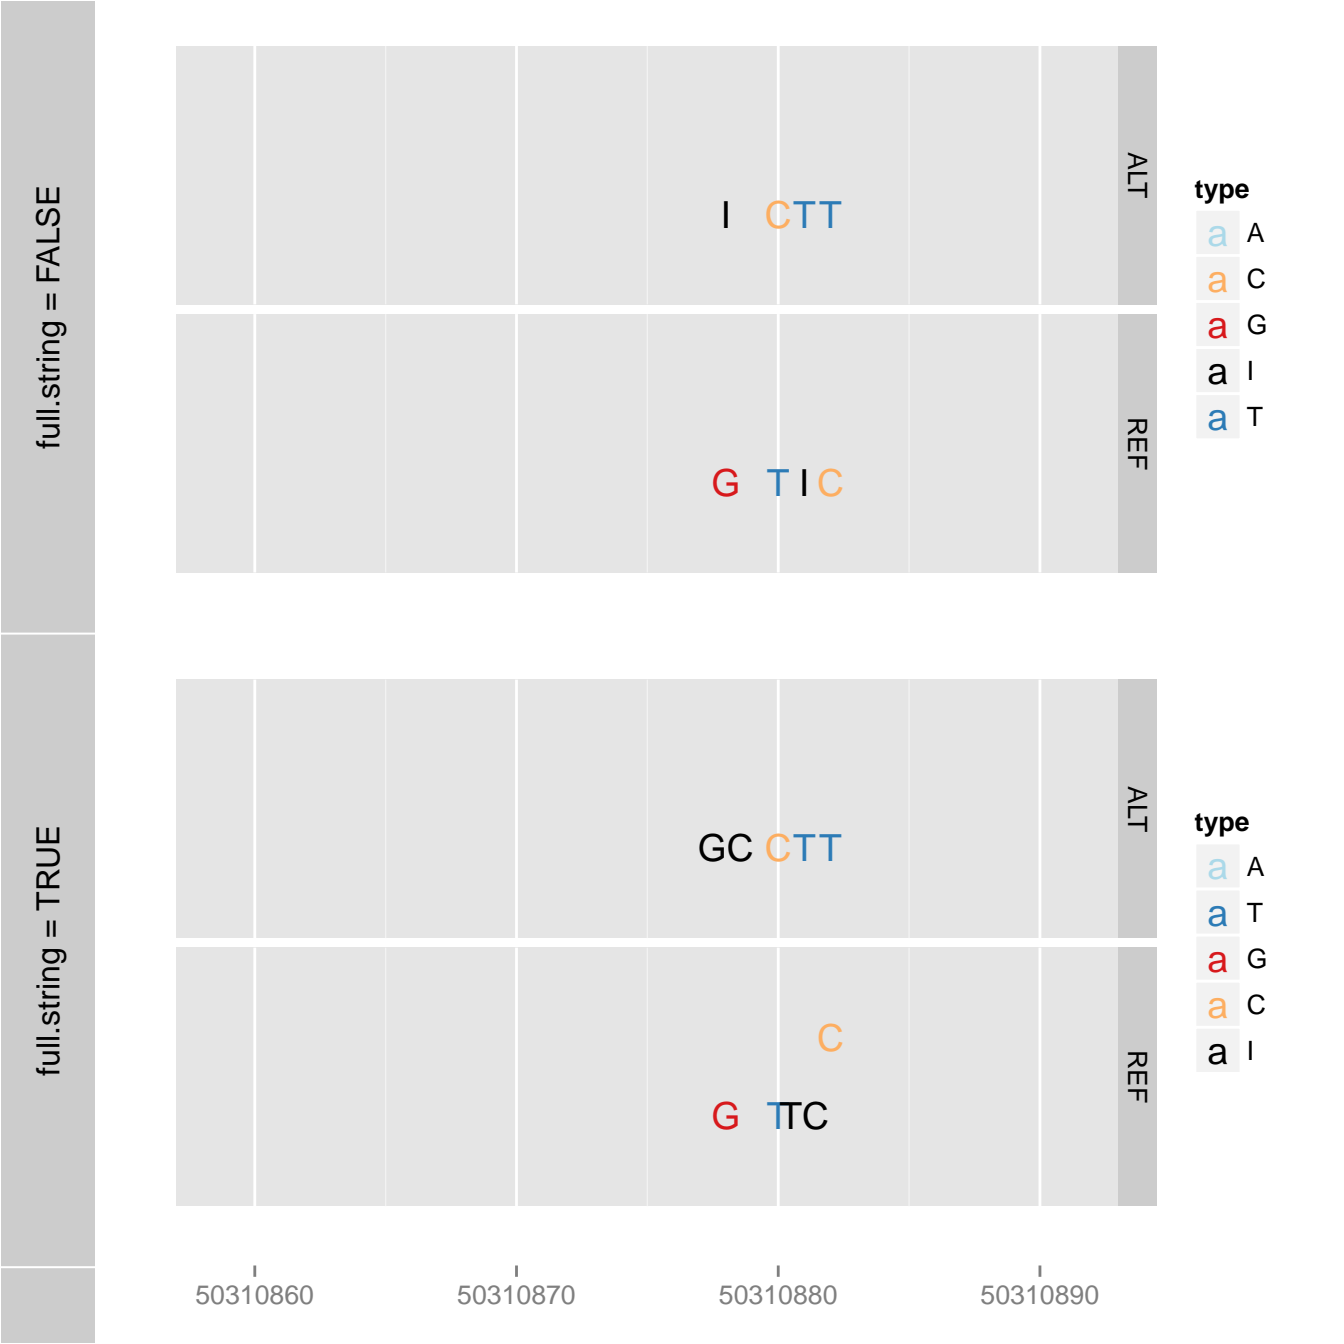 full.string = FALSE
ALT
I CTT
REF
G T I C
type
a A
a C
a G
a I
a T
full.string = TRUE
ALT
GC CTT
REF
C
G TTC
type
a A
a T
a G
a C
a I
50310860 50310870 50310880 50310890